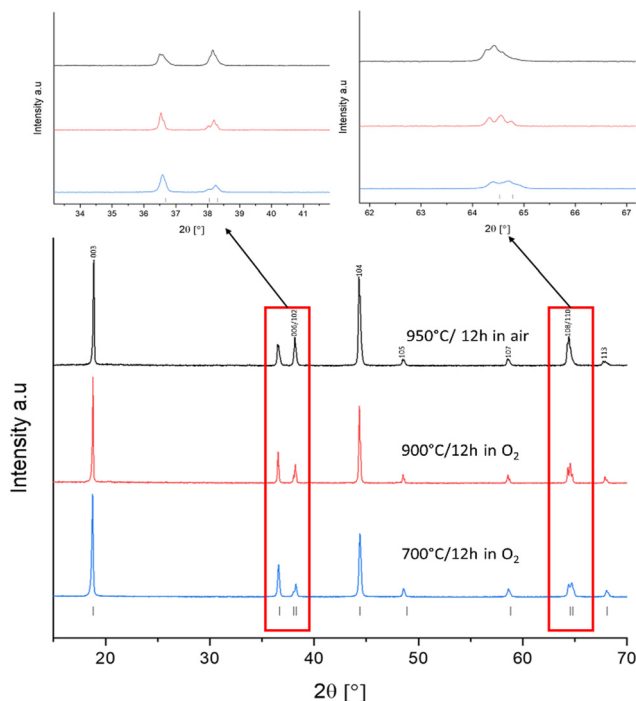 Intensity a.u
34 35 36 37 38 39 40 41
2θ [°]
Intensity a.u
62 63 64 65 66 67
2θ [°]
Intensity a.u
003
006/102
104
105
107
108/110
113
950°C/ 12h in air
900°C/12h in O₂
700°C/12h in O₂
20 30 40 50 60 70
2θ [°]